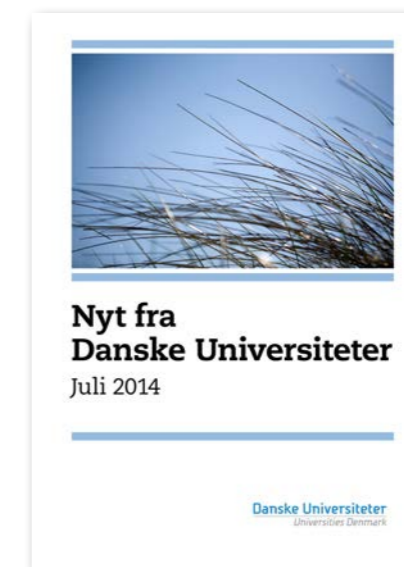 Nyt fra
Danske Universiteter
Juli 2014
Danske Universiteter
Universities Denmark